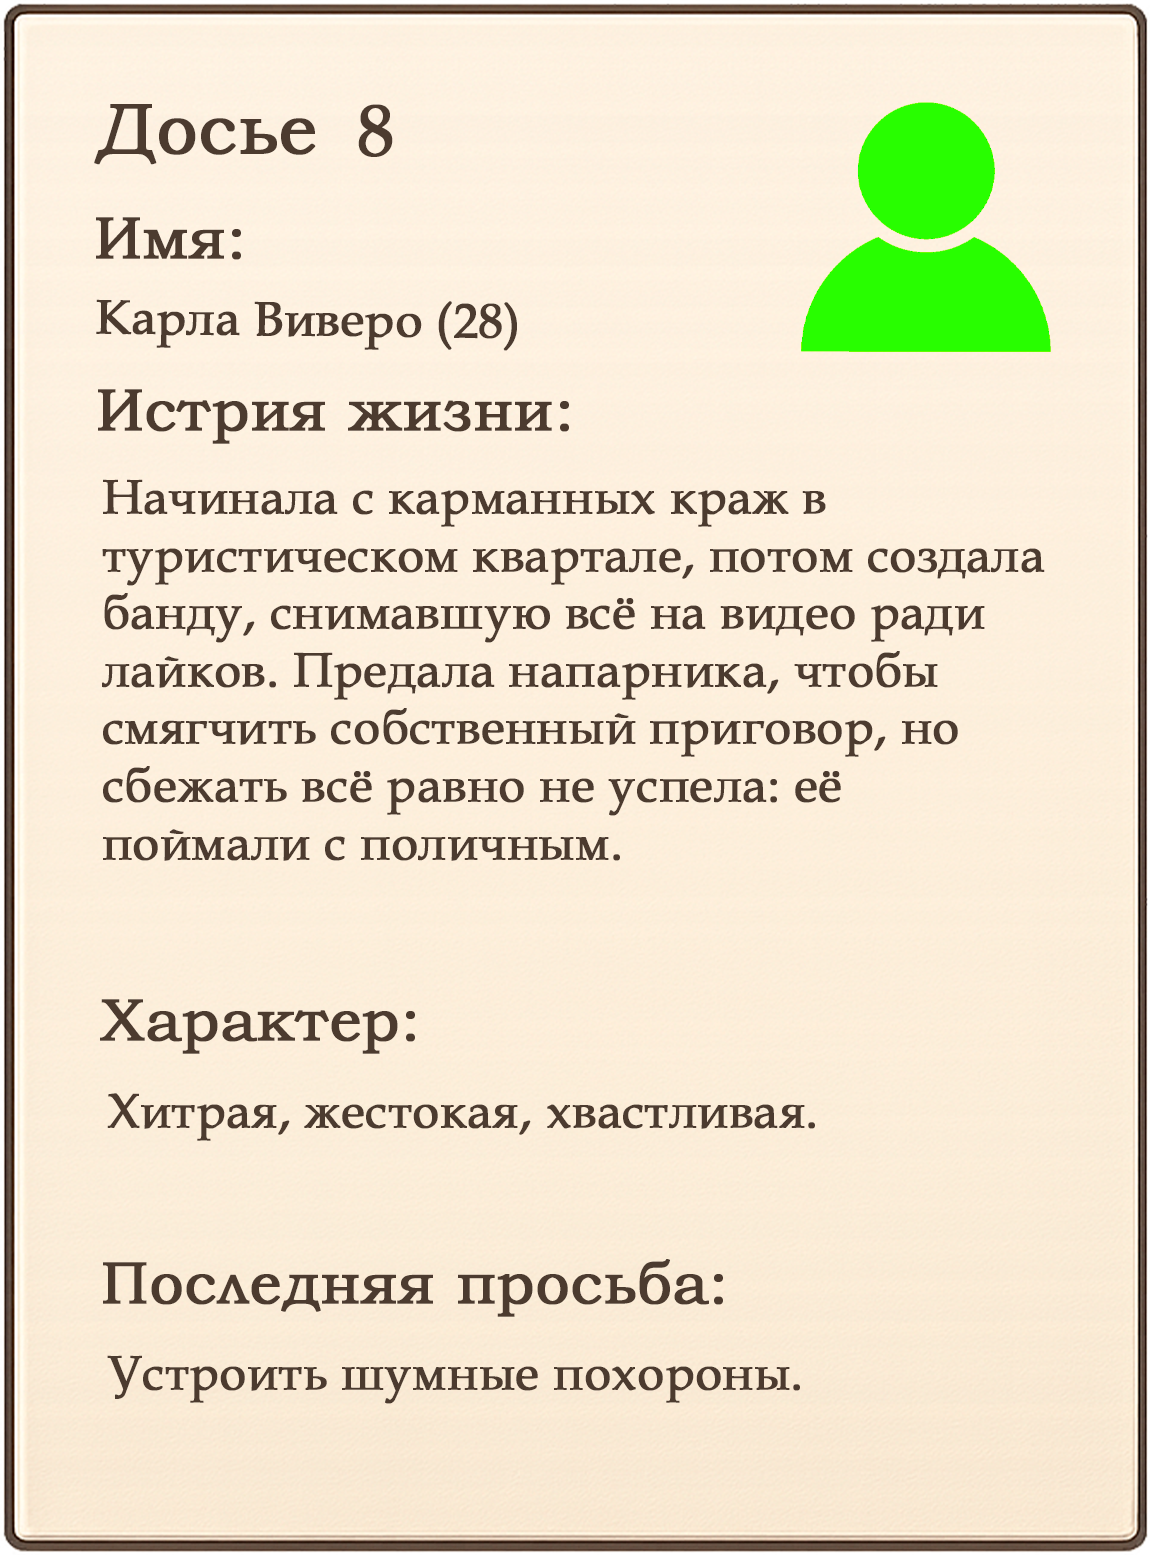 Досье 8
Имя:
Карла Виверо (28)
Истрия жизни:
Начинала с карманных краж в
туристическом квартале, потом создала
банду, снимавшую всё на видео ради
лайков. Предала напарника, чтобы
смягчить собственный приговор, но
сбежать всё равно не успела: её
поймали с поличным.
Характер:
Хитрая, жестокая, хвастливая.
Последняя просьба:
Устроить шумные похороны.